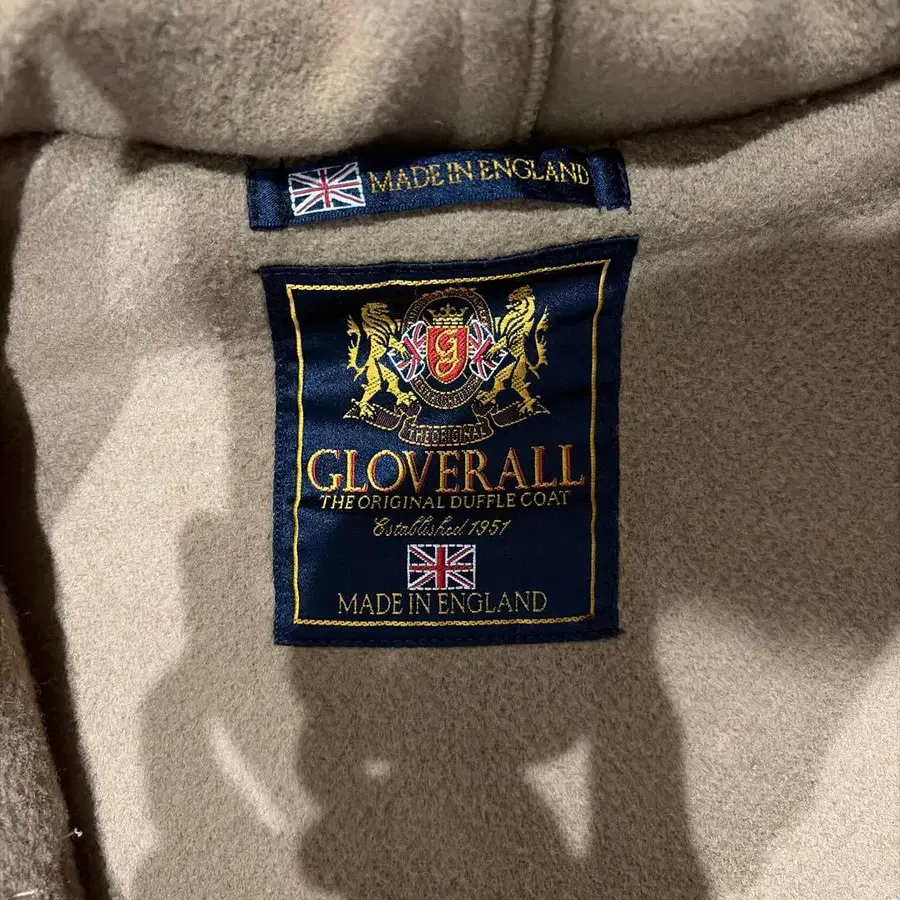 MADE IN ENGLAND
g
THE ORIGINAL
GLOVERALL
THE ORIGINAL DUFFLE COAT
Established 1951
MADE IN ENGLAND